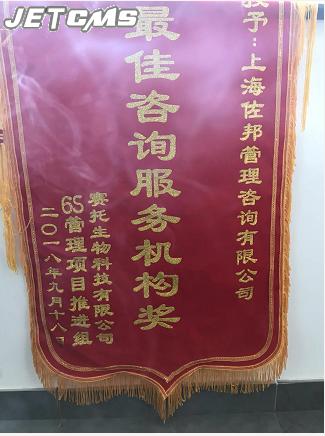 JETCMS
授予：上海佐邦管理咨询有限公司
最佳咨询服务机构奖
赛托生物科技有限公司
6S管理项目推进组
二〇一八年九月十八日